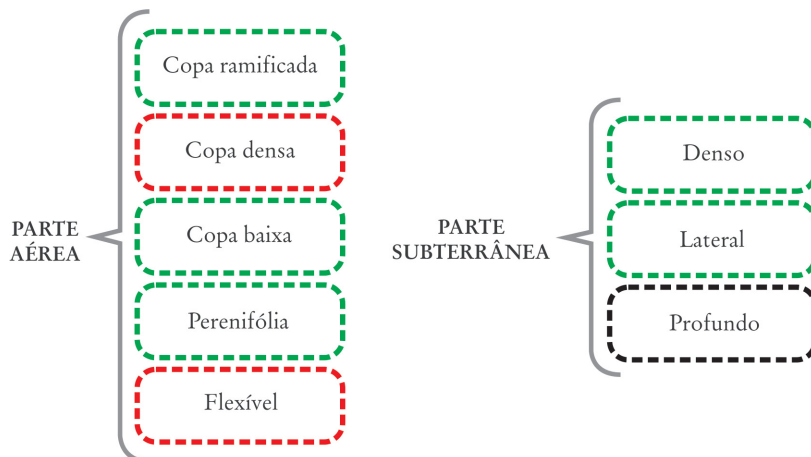 PARTE
AÉREA
Copa ramificada
Copa densa
Copa baixa
Perenifólia
Flexível
PARTE
SUBTERRÂNEA
Denso
Lateral
Profundo